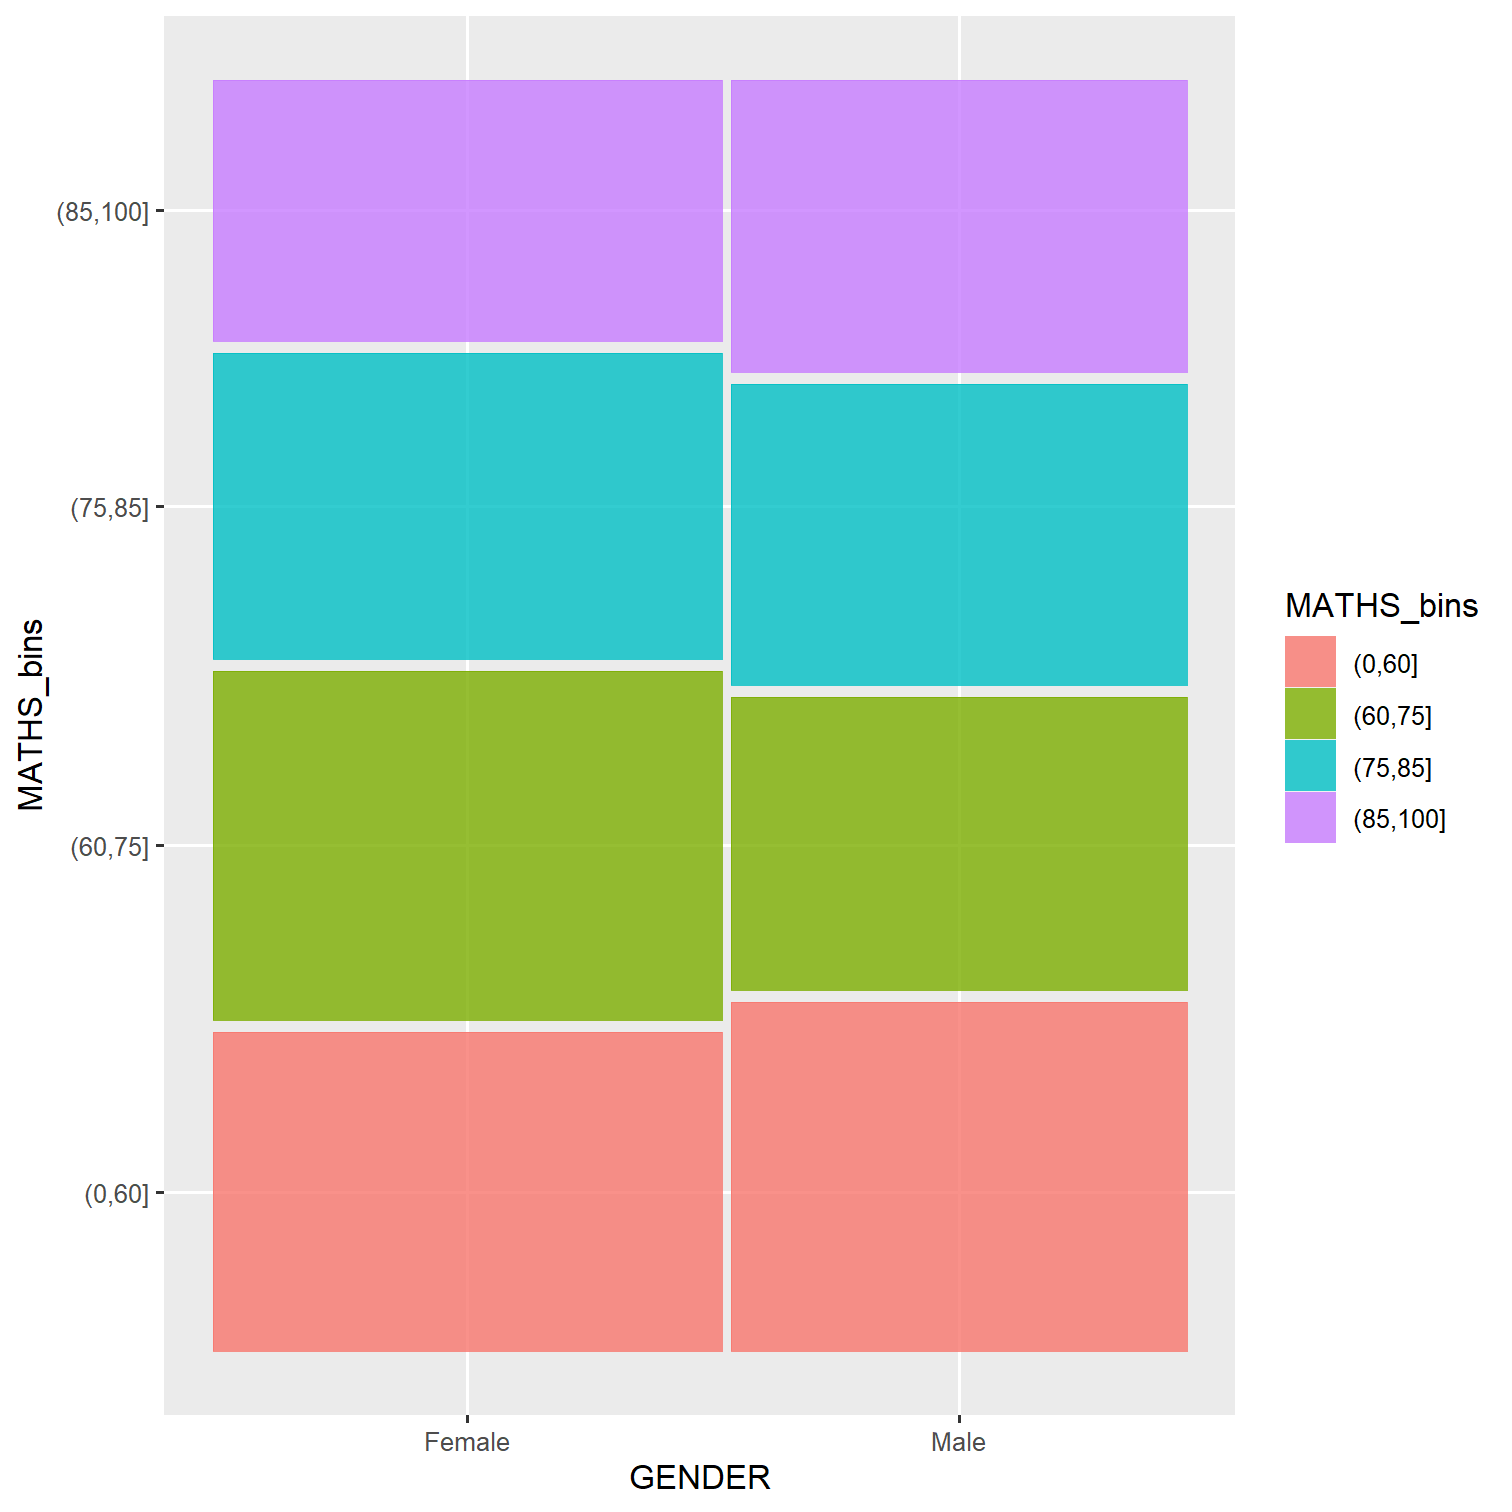 (85,100]
(75,85]
(60,75]
(0,60]
MATHS_bins
Female
Male
GENDER
MATHS_bins
(0,60]
(60,75]
(75,85]
(85,100]